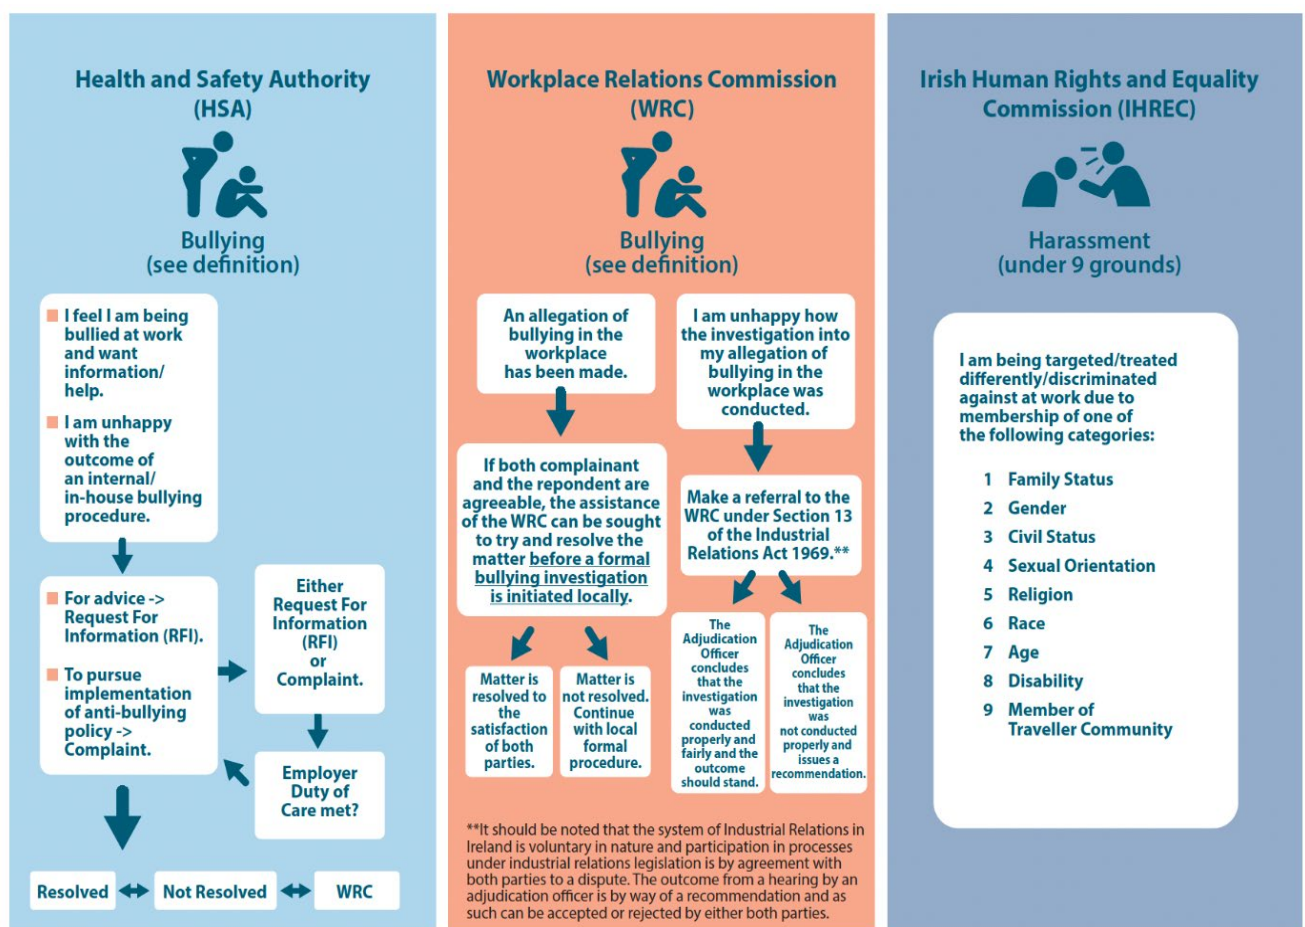 Health and Safety Authority
(HSA)
Bullying
(see definition)
I feel I am being
bullied at work
and want
information/
help.
I am unhappy
with the
outcome of
an internal/
in-house bullying
procedure.
For advice ->
Request For
Information (RFI).
To pursue
implementation
of anti-bullying
policy ->
Complaint.
Either
Request For
Information
(RFI)
or
Complaint.
Employer
Duty of
Care met?
Resolved
Not Resolved
WRC
Workplace Relations Commission
(WRC)
Bullying
(see definition)
An allegation of
bullying in the
workplace
has been made.
If both complainant
and the repondent are
agreeable, the assistance
of the WRC can be sought
to try and resolve the
matter before a formal
bullying investigation
is initiated locally.
Matter is
resolved to
the
satisfaction
of both
parties.
Matter is
not resolved.
Continue
with local
formal
procedure.
I am unhappy how
the investigation into
my allegation of
bullying in the
workplace was
conducted.
Make a referral to the
WRC under Section 13
of the Industrial
Relations Act 1969.**
The
Adjudication
Officer
concludes
that the
investigation
was
conducted
properly and
fairly and the
outcome
should stand.
The
Adjudication
Officer
concludes
that the
investigation
was
not conducted
properly and
issues a
recommendation.
**It should be noted that the system of Industrial Relations in
Ireland is voluntary in nature and participation in processes
under industrial relations legislation is by agreement with
both parties to a dispute. The outcome from a hearing by an
adjudication officer is by way of a recommendation and as
such can be accepted or rejected by either both parties.
Irish Human Rights and Equality
Commission (IHREC)
Harassment
(under 9 grounds)
I am being targeted/treated
differently/discriminated
against at work due to
membership of one of
the following categories:
1 Family Status
2 Gender
3 Civil Status
4 Sexual Orientation
5 Religion
6 Race
7 Age
8 Disability
9 Member of
Traveller Community